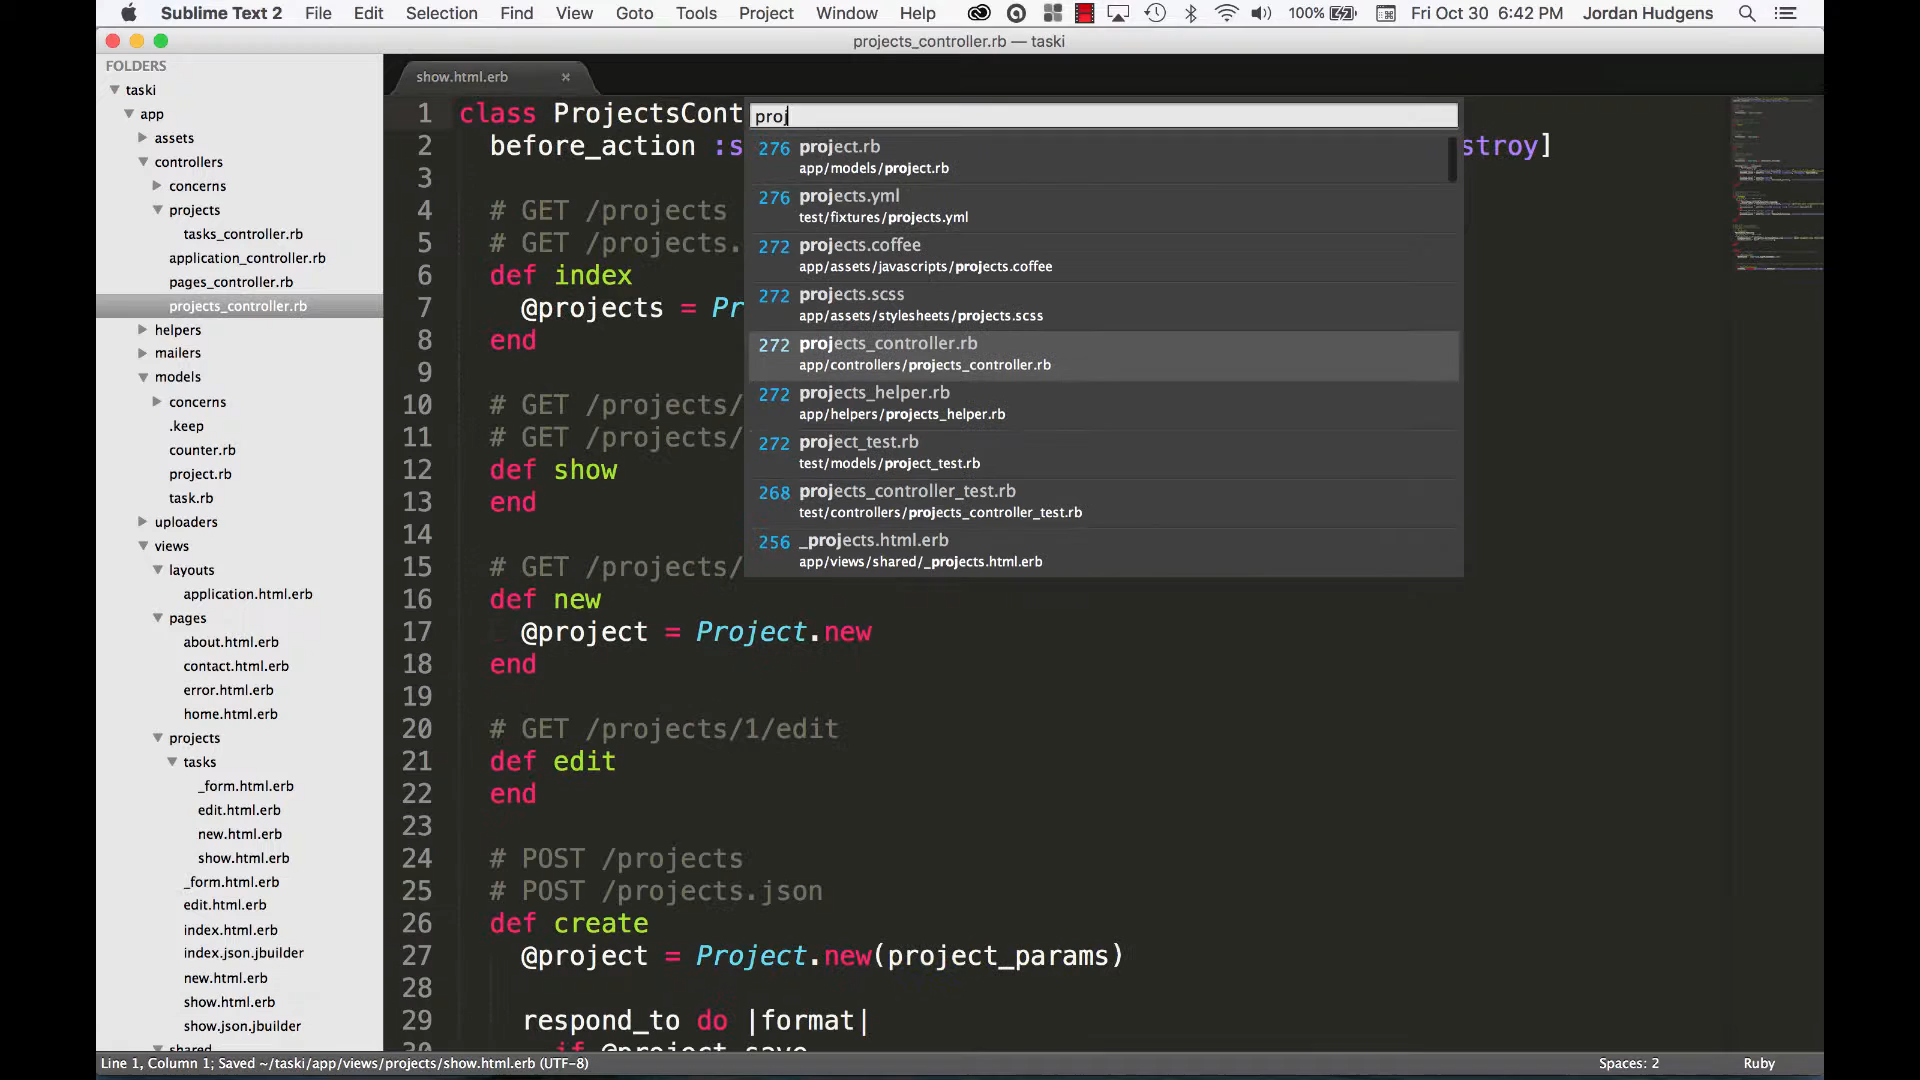 Sublime Text 2 File Edit Selection Find View Goto Tools Project Window Help 100% Fri Oct 30 6:42 PM Jordan Hudgens
projects_controller.rb — taski
FOLDERS
taski
app
assets
controllers
concerns
projects
tasks_controller.rb
application_controller.rb
pages_controller.rb
projects_controller.rb
helpers
mailers
models
concerns
.keep
counter.rb
project.rb
task.rb
uploaders
views
layouts
application.html.erb
pages
about.html.erb
contact.html.erb
error.html.erb
home.html.erb
projects
tasks
_form.html.erb
edit.html.erb
new.html.erb
show.html.erb
_form.html.erb
edit.html.erb
index.html.erb
index.json.jbuilder
new.html.erb
show.html.erb
show.json.jbuilder
shared
show.html.erb ×
1 class ProjectsCont
2 before_action :s stroy]
3
4 # GET /projects
5 # GET /projects.
6 def index
7 @projects = Pr
8 end
9
10 # GET /projects/
11 # GET /projects/
12 def show
13 end
14
15 # GET /projects/
16 def new
17 @project = Project.new
18 end
19
20 # GET /projects/1/edit
21 def edit
22 end
23
24 # POST /projects
25 # POST /projects.json
26 def create
27 @project = Project.new(project_params)
28
29 respond_to do |format|
30 if @project.save
proj
276 project.rb
app/models/project.rb
276 projects.yml
test/fixtures/projects.yml
272 projects.coffee
app/assets/javascripts/projects.coffee
272 projects.scss
app/assets/stylesheets/projects.scss
272 projects_controller.rb
app/controllers/projects_controller.rb
272 projects_helper.rb
app/helpers/projects_helper.rb
272 project_test.rb
test/models/project_test.rb
268 projects_controller_test.rb
test/controllers/projects_controller_test.rb
256 _projects.html.erb
app/views/shared/_projects.html.erb
Line 1, Column 1; Saved ~/taski/app/views/projects/show.html.erb (UTF-8) Spaces: 2 Ruby